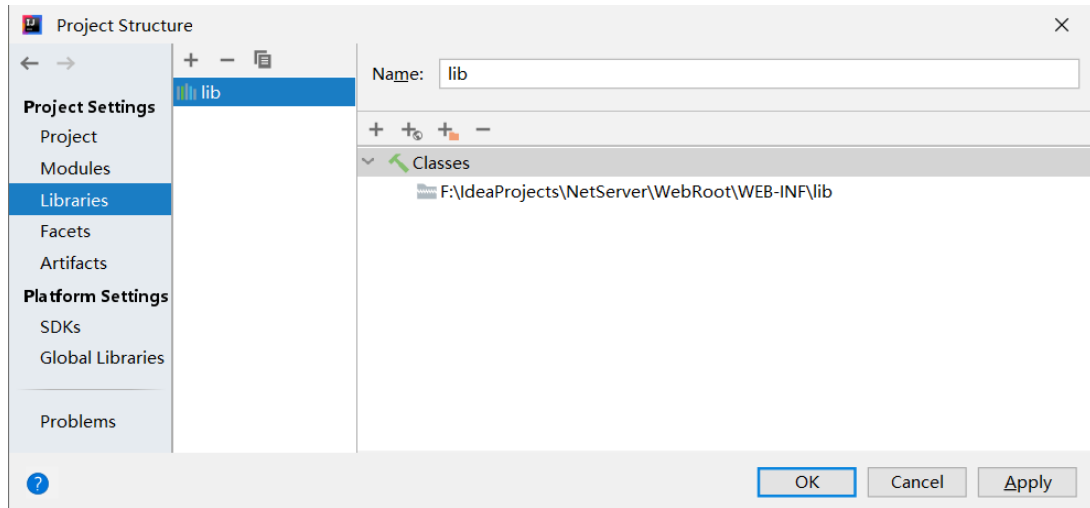 Project Structure
Project Settings
Project
Modules
Libraries
Facets
Artifacts
Platform Settings
SDKs
Global Libraries
Problems
lib
Name: lib
Classes
F:\IdeaProjects\NetServer\WebRoot\WEB-INF\lib
?
OK Cancel Apply